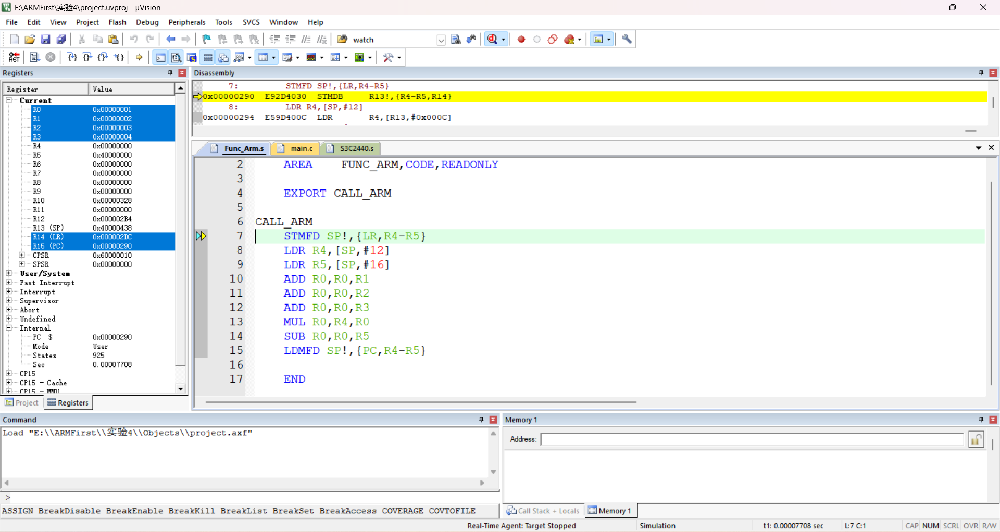 E:\ARMFirst\实验4\project.uvproj - µVision
File Edit View Project Flash Debug Peripherals Tools SVCS Window Help
watch
RST
Registers
Register Value
Current
R0 0x00000001
R1 0x00000002
R2 0x00000003
R3 0x00000004
R4 0x00000000
R5 0x40000000
R6 0x00000000
R7 0x00000000
R8 0x00000000
R9 0x00000000
R10 0x00000328
R11 0x00000000
R12 0x000002B4
R13 (SP) 0x40000438
R14 (LR) 0x000002DC
R15 (PC) 0x00000290
CPSR 0x60000010
SPSR 0x00000000
User/System
Fast Interrupt
Interrupt
Supervisor
Abort
Undefined
Internal
PC $ 0x00000290
Mode User
States 925
Sec 0.00007708
CP15
CP15 - Cache
CP15 - MMU
Project Registers
Disassembly
7: STMFD SP!,{LR,R4-R5}
0x00000290 E92D4030 STMDB R13!,{R4-R5,R14}
8: LDR R4,[SP,#12]
0x00000294 E59D400C LDR R4,[R13,#0x000C]
Func_Arm.s main.c S3C2440.s
2 AREA FUNC_ARM,CODE,READONLY
3
4 EXPORT CALL_ARM
5
6 CALL_ARM
7 STMFD SP!,{LR,R4-R5}
8 LDR R4,[SP,#12]
9 LDR R5,[SP,#16]
10 ADD R0,R0,R1
11 ADD R0,R0,R2
12 ADD R0,R0,R3
13 MUL R0,R4,R0
14 SUB R0,R0,R5
15 LDMFD SP!,{PC,R4-R5}
16
17 END
Command
Load "E:\\ARMFirst\\实验4\\Objects\\project.axf"
>
ASSIGN BreakDisable BreakEnable BreakKill BreakList BreakSet BreakAccess COVERAGE COVTOFILE
Memory 1
Address:
Call Stack + Locals Memory 1
Real-Time Agent: Target Stopped Simulation t1: 0.00007708 sec L:7 C:1 CAP NUM SCRL OVR R/W